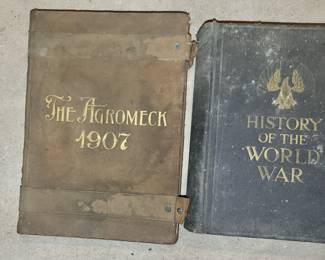 The Agromeck
1907
HISTORY
OF THE
WORLD
WAR